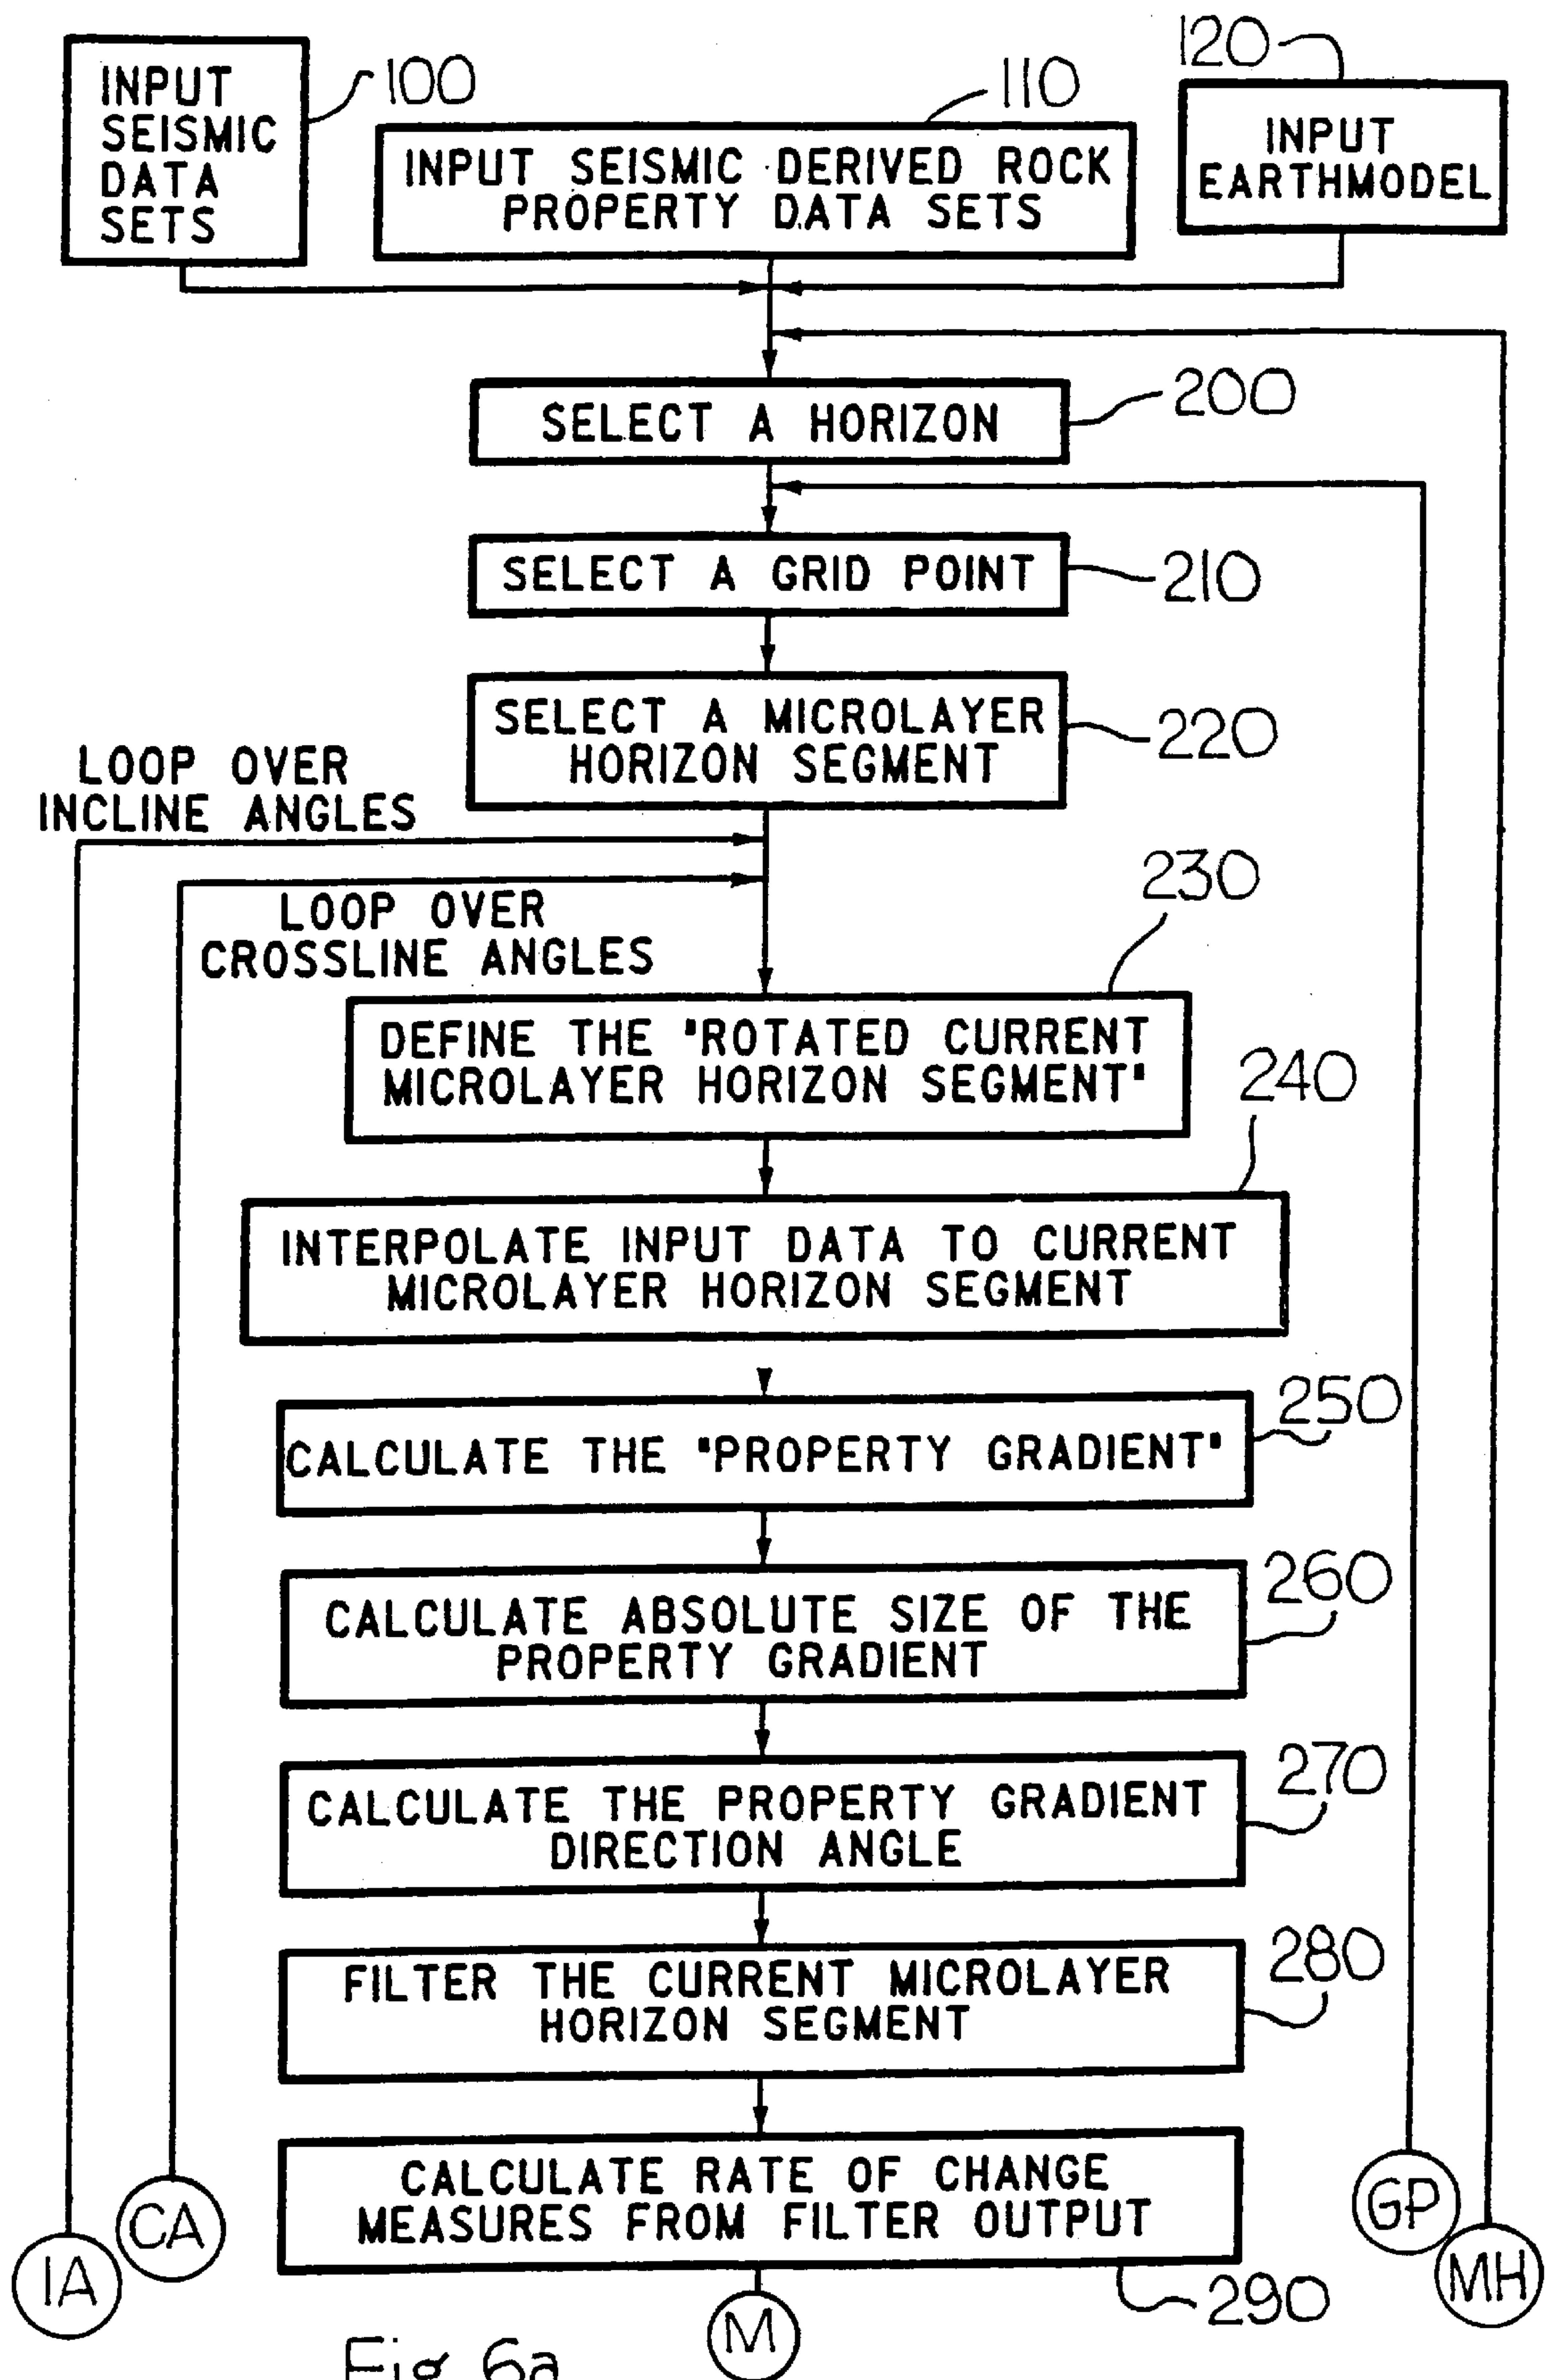 INPUT
SEISMIC
DATA
SETS
100
INPUT SEISMIC DERIVED ROCK
PROPERTY DATA SETS
110
INPUT
EARTHMODEL
120
SELECT A HORIZON
200
SELECT A GRID POINT
210
SELECT A MICROLAYER
HORIZON SEGMENT
220
LOOP OVER
INCLINE ANGLES
LOOP OVER
CROSSLINE ANGLES
230
DEFINE THE "ROTATED CURRENT
MICROLAYER HORIZON SEGMENT"
240
INTERPOLATE INPUT DATA TO CURRENT
MICROLAYER HORIZON SEGMENT
250
CALCULATE THE "PROPERTY GRADIENT"
260
CALCULATE ABSOLUTE SIZE OF THE
PROPERTY GRADIENT
270
CALCULATE THE PROPERTY GRADIENT
DIRECTION ANGLE
280
FILTER THE CURRENT MICROLAYER
HORIZON SEGMENT
CALCULATE RATE OF CHANGE
MEASURES FROM FILTER OUTPUT
290
IA
CA
GP
MH
M
Fig 6a